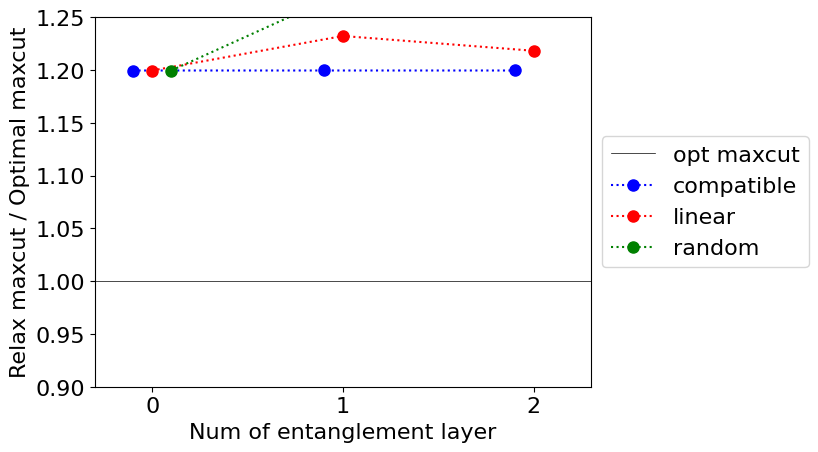 1.25
1.20
1.15
1.10
1.05
1.00
0.95
0.90
Relax maxcut / Optimal maxcut
0 1 2
Num of entanglement layer
opt maxcut
compatible
linear
random